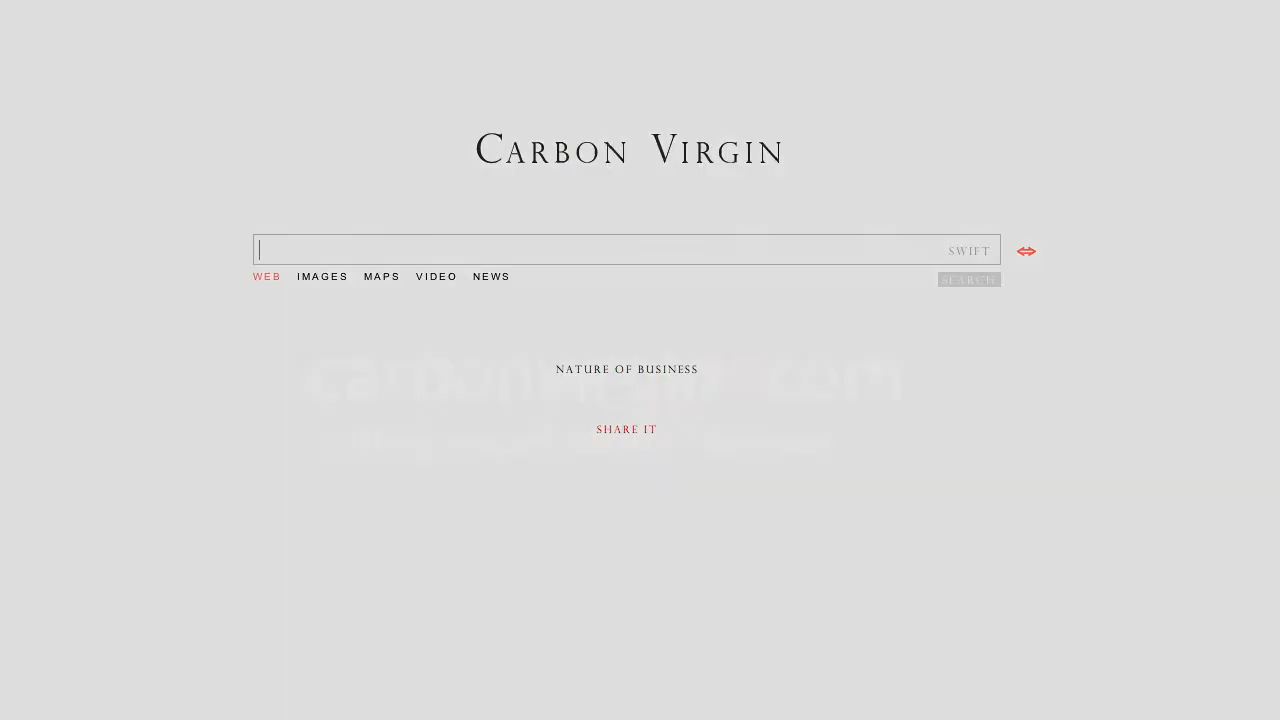 CARBON VIRGIN
SWIFT
WEB IMAGES MAPS VIDEO NEWS
SEARCH
NATURE OF BUSINESS
SHARE IT